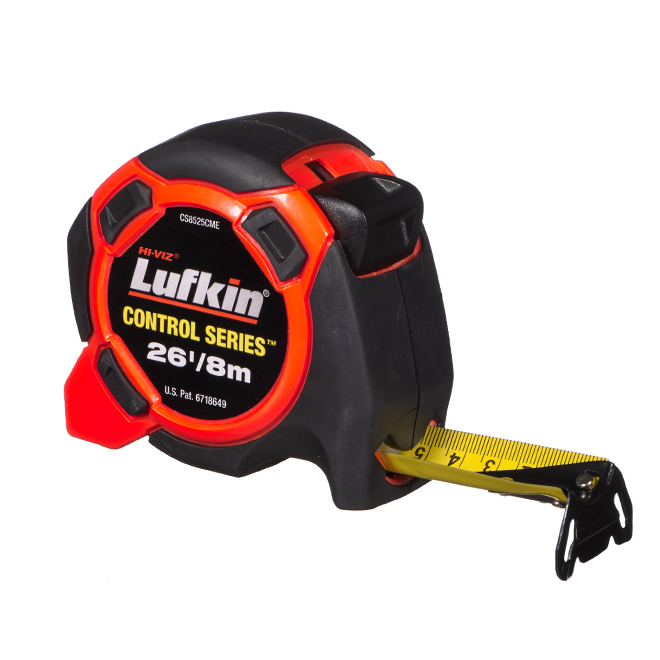 CS8525CME
HI-VIZ®
Lufkin®
CONTROL SERIES™
26'/8m
U.S. Pat. 6718649
5 4 3